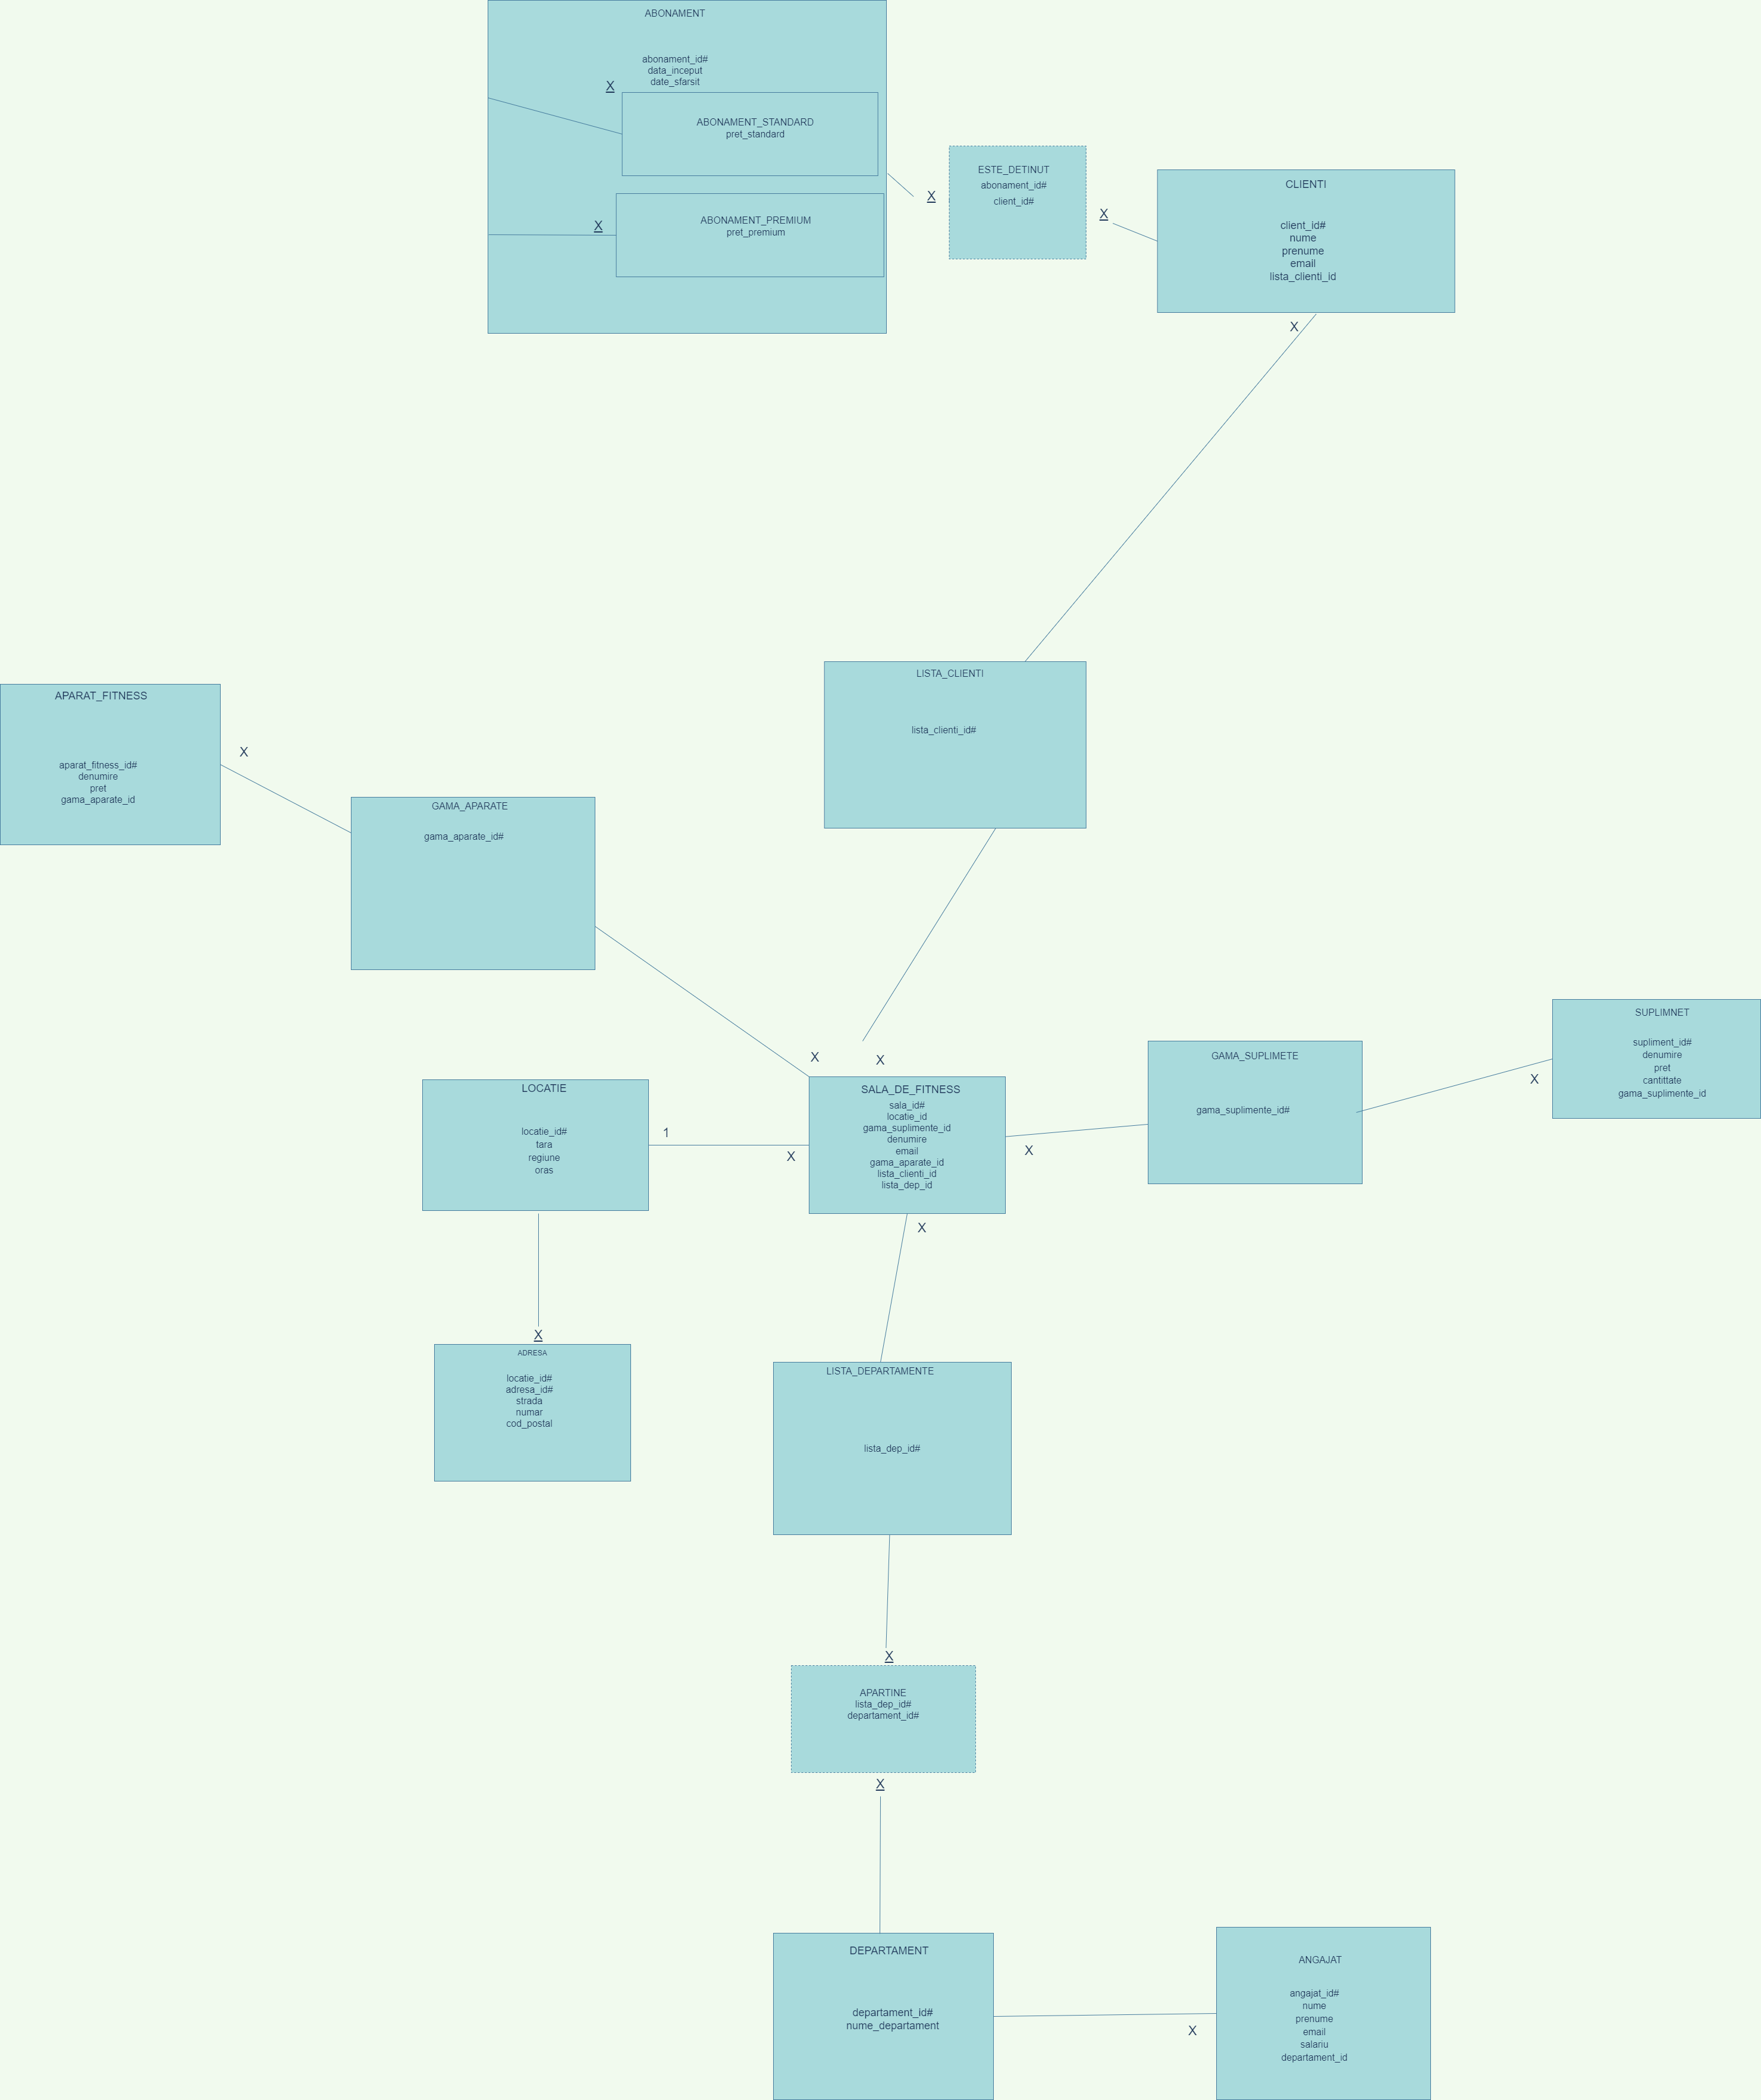 ABONAMENT
abonament_id#
data_inceput
date_sfarsit
X
ABONAMENT_STANDARD
pret_standard
X
ABONAMENT_PREMIUM
pret_premium
X
ESTE_DETINUT
abonament_id#
client_id#
X
CLIENTI
client_id#
nume
prenume
email
lista_clienti_id
X
LISTA_CLIENTI
lista_clienti_id#
APARAT_FITNESS
aparat_fitness_id#
denumire
pret
gama_aparate_id
X
GAMA_APARATE
gama_aparate_id#
X
X
LOCATIE
locatie_id#
tara
regiune
oras
1
X
SALA_DE_FITNESS
sala_id#
locatie_id
gama_suplimente_id
denumire
email
gama_aparate_id
lista_clienti_id
lista_dep_id
X
GAMA_SUPLIMETE
gama_suplimente_id#
X
SUPLIMNET
supliment_id#
denumire
pret
cantittate
gama_suplimente_id
X
X
ADRESA
locatie_id#
adresa_id#
strada
numar
cod_postal
LISTA_DEPARTAMENTE
lista_dep_id#
X
APARTINE
lista_dep_id#
departament_id#
X
DEPARTAMENT
departament_id#
nume_departament
X
ANGAJAT
angajat_id#
nume
prenume
email
salariu
departament_id